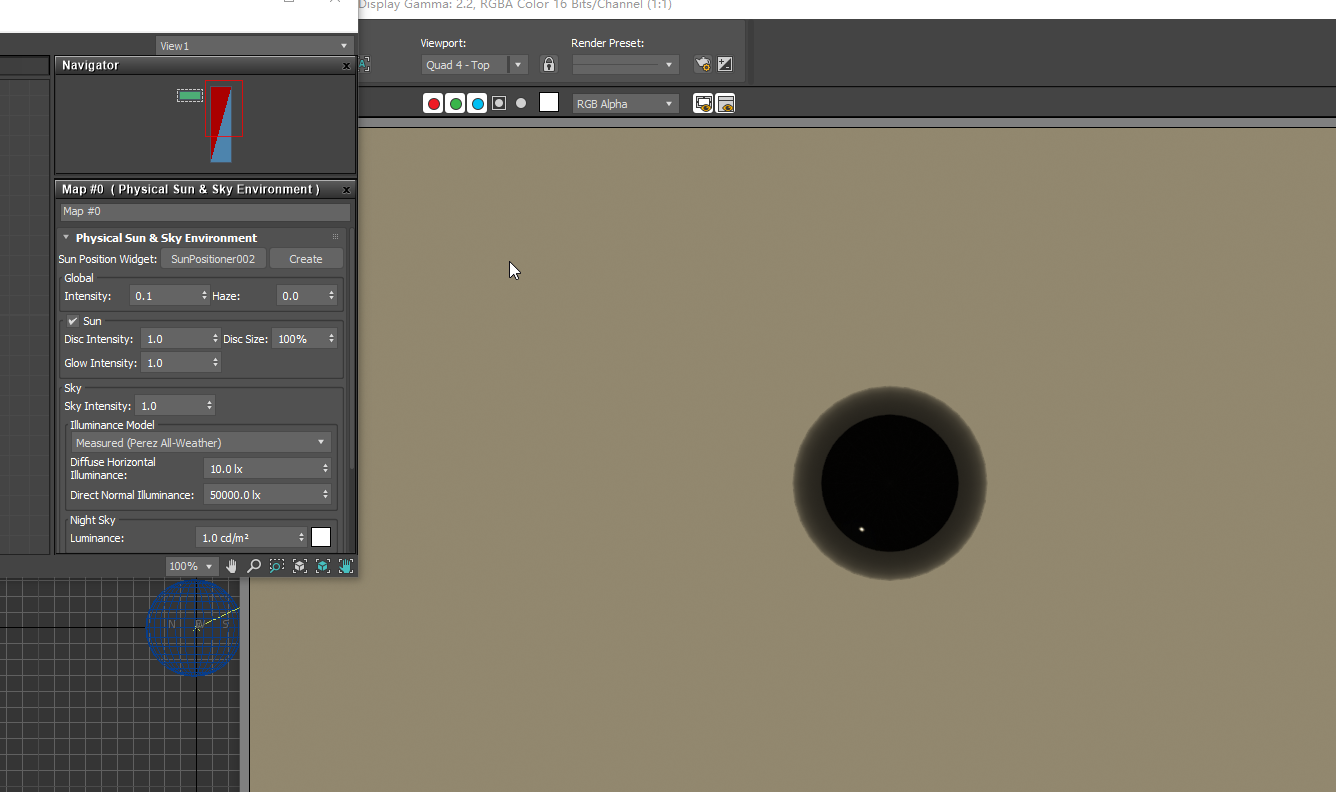 Display Gamma: 2.2, RGBA Color 16 Bits/Channel (1:1)
View1
Viewport:
Render Preset:
Quad 4 - Top
Navigator
RGB Alpha
Map #0 ( Physical Sun & Sky Environment )
Map #0
Physical Sun & Sky Environment
Sun Position Widget: SunPositioner002 Create
Global
Intensity: 0.1 Haze: 0.0
Sun
Disc Intensity: 1.0 Disc Size: 100%
Glow Intensity: 1.0
Sky
Sky Intensity: 1.0
Illuminance Model
Measured (Perez All-Weather)
Diffuse Horizontal
Illuminance:
10.0 lx
Direct Normal Illuminance: 50000.0 lx
Night Sky
Luminance: 1.0 cd/m²
100%
N
S